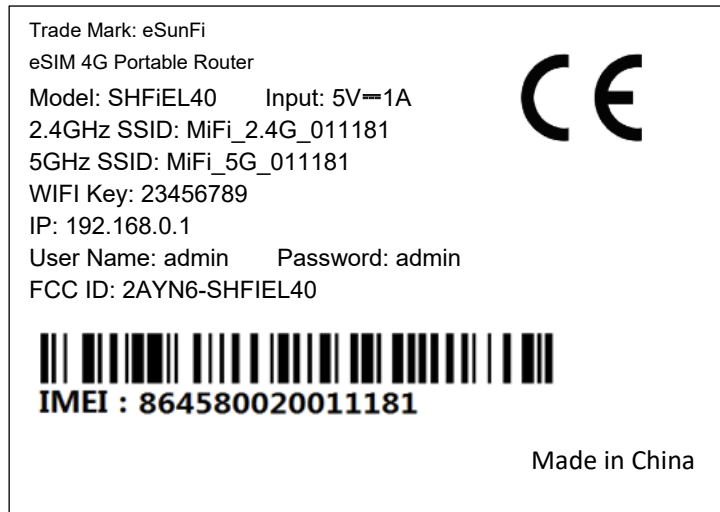 Trade Mark: eSunFi
eSIM 4G Portable Router
Model: SHFiEL40 Input: 5V⎓1A
2.4GHz SSID: MiFi_2.4G_011181
5GHz SSID: MiFi_5G_011181
WIFI Key: 23456789
IP: 192.168.0.1
User Name: admin Password: admin
FCC ID: 2AYN6-SHFIEL40
CE
IMEI : 864580020011181
Made in China